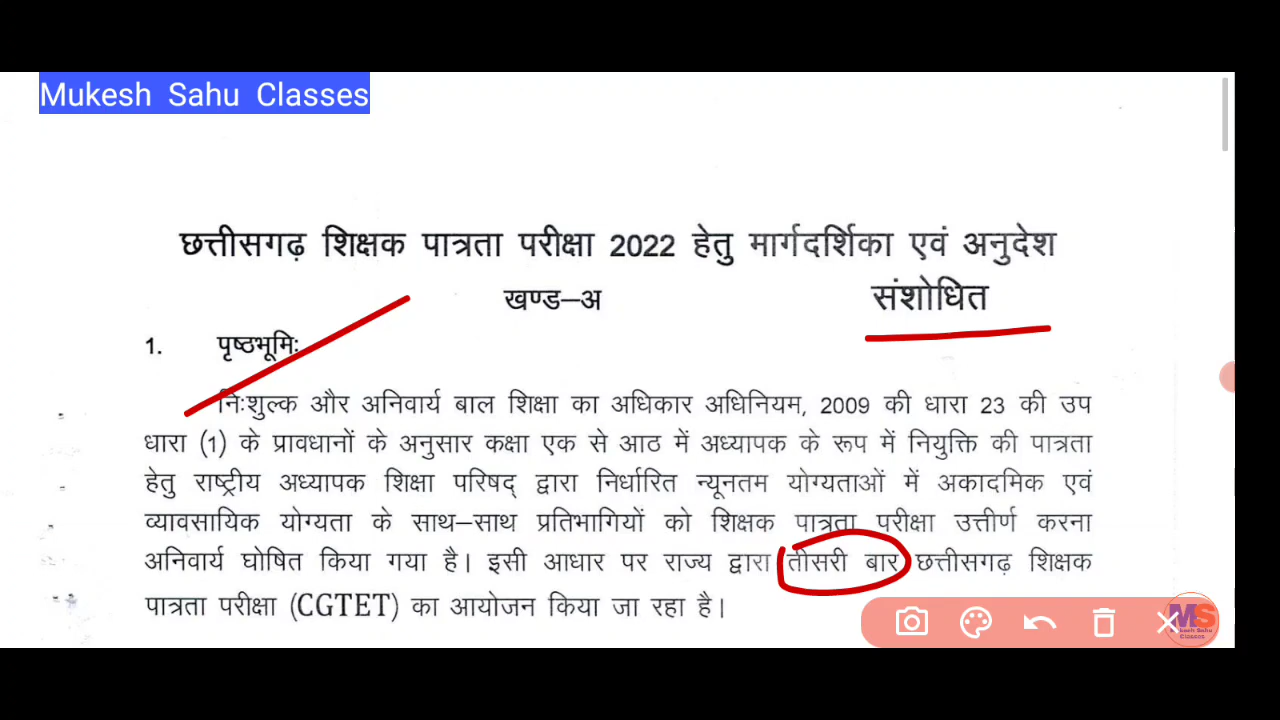 Mukesh Sahu Classes
छत्तीसगढ़ शिक्षक पात्रता परीक्षा 2022 हेतु मार्गदर्शिका एवं अनुदेश
खण्ड–अ संशोधित
1. पृष्ठभूमिः
निःशुल्क और अनिवार्य बाल शिक्षा का अधिकार अधिनियम, 2009 की धारा 23 की उप
धारा (1) के प्रावधानों के अनुसार कक्षा एक से आठ में अध्यापक के रूप में नियुक्ति की पात्रता
हेतु राष्ट्रीय अध्यापक शिक्षा परिषद् द्वारा निर्धारित न्यूनतम योग्यताओं में अकादमिक एवं
व्यावसायिक योग्यता के साथ–साथ प्रतिभागियों को शिक्षक पात्रता परीक्षा उत्तीर्ण करना
अनिवार्य घोषित किया गया है। इसी आधार पर राज्य द्वारा तीसरी बार छत्तीसगढ़ शिक्षक
पात्रता परीक्षा (CGTET) का आयोजन किया जा रहा है।
MS
Mukesh Sahu
Classes